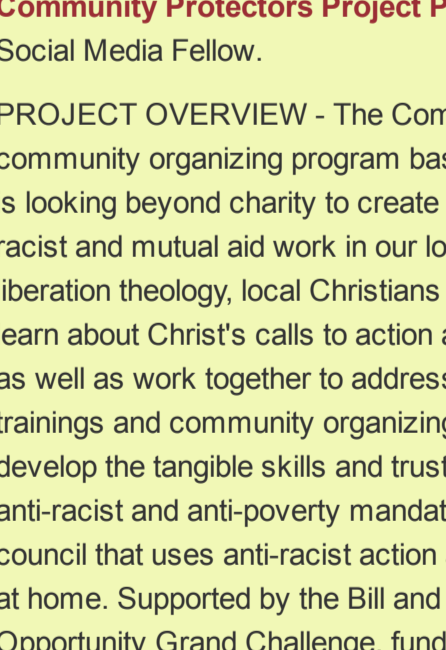 Community Protectors Project P
Social Media Fellow.
PROJECT OVERVIEW - The Com
community organizing program bas
is looking beyond charity to create
racist and mutual aid work in our lo
liberation theology, local Christians
learn about Christ's calls to action a
as well as work together to address
trainings and community organizing
develop the tangible skills and trust
anti-racist and anti-poverty mandat
council that uses anti-racist action
at home. Supported by the Bill and
Opportunity Grand Challenge, fund